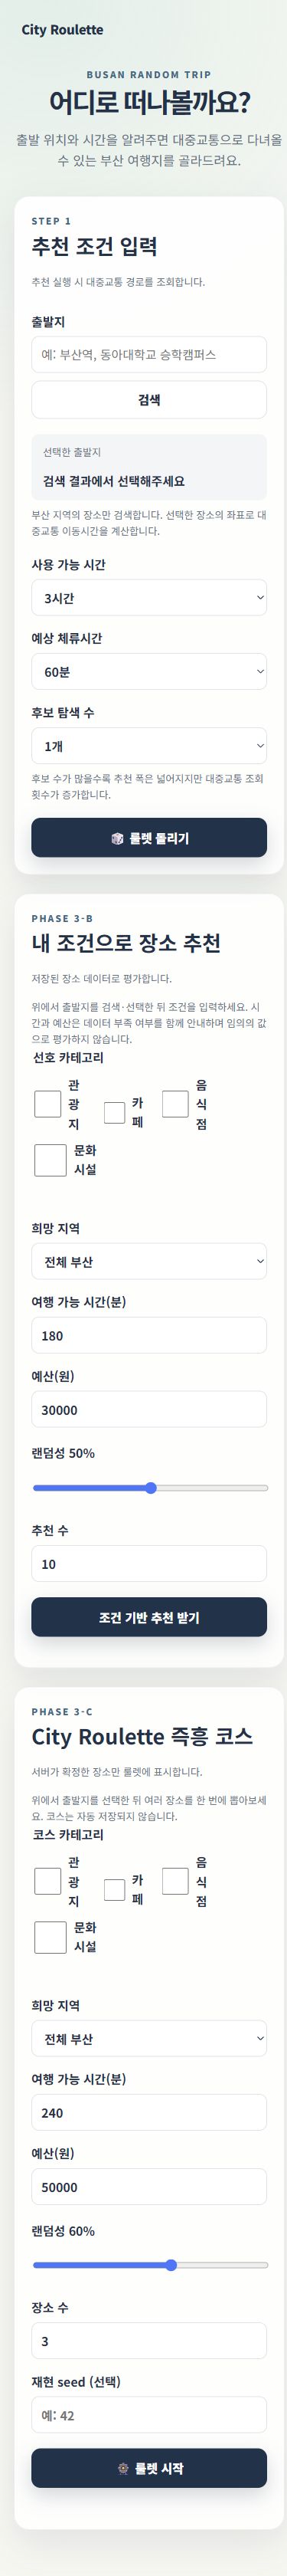 City Roulette
BUSAN RANDOM TRIP
어디로 떠나볼까요?
출발 위치와 시간을 알려주면 대중교통으로 다녀올
수 있는 부산 여행지를 골라드려요.
STEP 1
추천 조건 입력
추천 실행 시 대중교통 경로를 조회합니다.
출발지
예: 부산역, 동아대학교 승학캠퍼스
검색
선택한 출발지
검색 결과에서 선택해주세요
부산 지역의 장소만 검색합니다. 선택한 장소의 좌표로 대
중교통 이동시간을 계산합니다.
사용 가능 시간
3시간
예상 체류시간
60분
후보 탐색 수
1개
후보 수가 많을수록 추천 폭은 넓어지지만 대중교통 조회
횟수가 증가합니다.
룰렛 돌리기
PHASE 3-B
내 조건으로 장소 추천
저장된 장소 데이터로 평가합니다.
위에서 출발지를 검색·선택한 뒤 조건을 입력하세요. 시
간과 예산은 데이터 부족 여부를 함께 안내하며 임의의 값
으로 평가하지 않습니다.
선호 카테고리
관
광
지
카
페
음
식
점
문화
시설
희망 지역
전체 부산
여행 가능 시간(분)
180
예산(원)
30000
랜덤성 50%
추천 수
10
조건 기반 추천 받기
PHASE 3-C
City Roulette 즉흥 코스
서버가 확정한 장소만 룰렛에 표시합니다.
위에서 출발지를 선택한 뒤 여러 장소를 한 번에 뽑아보세
요. 코스는 자동 저장되지 않습니다.
코스 카테고리
관
광
지
카
페
음
식
점
문화
시설
희망 지역
전체 부산
여행 가능 시간(분)
240
예산(원)
50000
랜덤성 60%
장소 수
3
재현 seed (선택)
예: 42
룰렛 시작